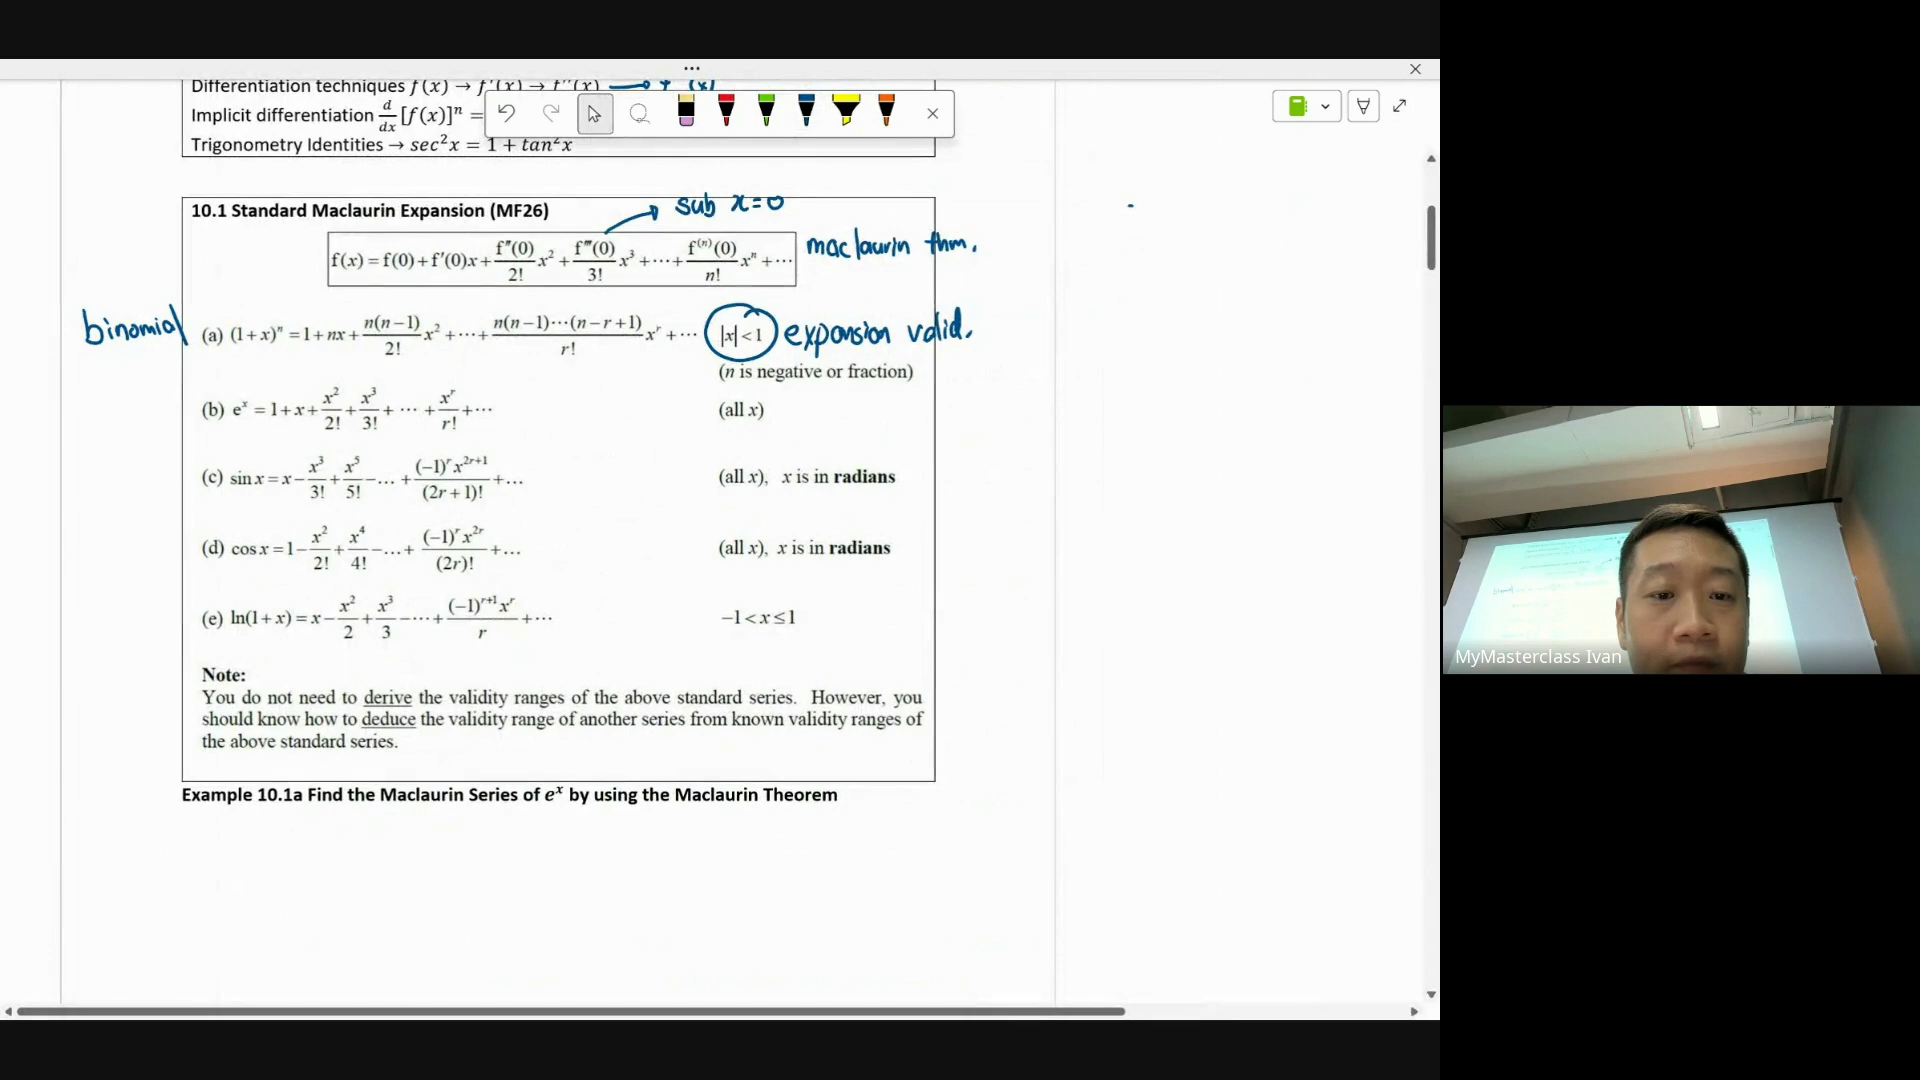 Differentiation techniques f(x) → f′(x) → f′′(x) (x)
Implicit differentiation d/dx [f(x)]ⁿ =
Trigonometry Identities → sec²x = 1 + tan²x
10.1 Standard Maclaurin Expansion (MF26)
sub x=0
f(x) = f(0) + f′(0)x + f″(0)/2! x² + f‴(0)/3! x³ + ⋯ + f⁽ⁿ⁾(0)/n! xⁿ + ⋯ maclaurin thm.
binomial (a) (1+x)ⁿ = 1 + nx + n(n−1)/2! x² + ⋯ + n(n−1)⋯(n−r+1)/r! xʳ + ⋯ |x| < 1 expansion valid.
(n is negative or fraction)
(b) eˣ = 1 + x + x²/2! + x³/3! + ⋯ + xʳ/r! + ⋯ (all x)
(c) sin x = x − x³/3! + x⁵/5! − … + (−1)ʳx²ʳ⁺¹/(2r+1)! + … (all x), x is in radians
(d) cos x = 1 − x²/2! + x⁴/4! − … + (−1)ʳx²ʳ/(2r)! + … (all x), x is in radians
(e) ln(1+x) = x − x²/2 + x³/3 − ⋯ + (−1)ʳ⁺¹xʳ/r + ⋯ −1 < x ≤ 1
Note:
You do not need to derive the validity ranges of the above standard series. However, you
should know how to deduce the validity range of another series from known validity ranges of
the above standard series.
Example 10.1a Find the Maclaurin Series of eˣ by using the Maclaurin Theorem
MyMasterclass Ivan